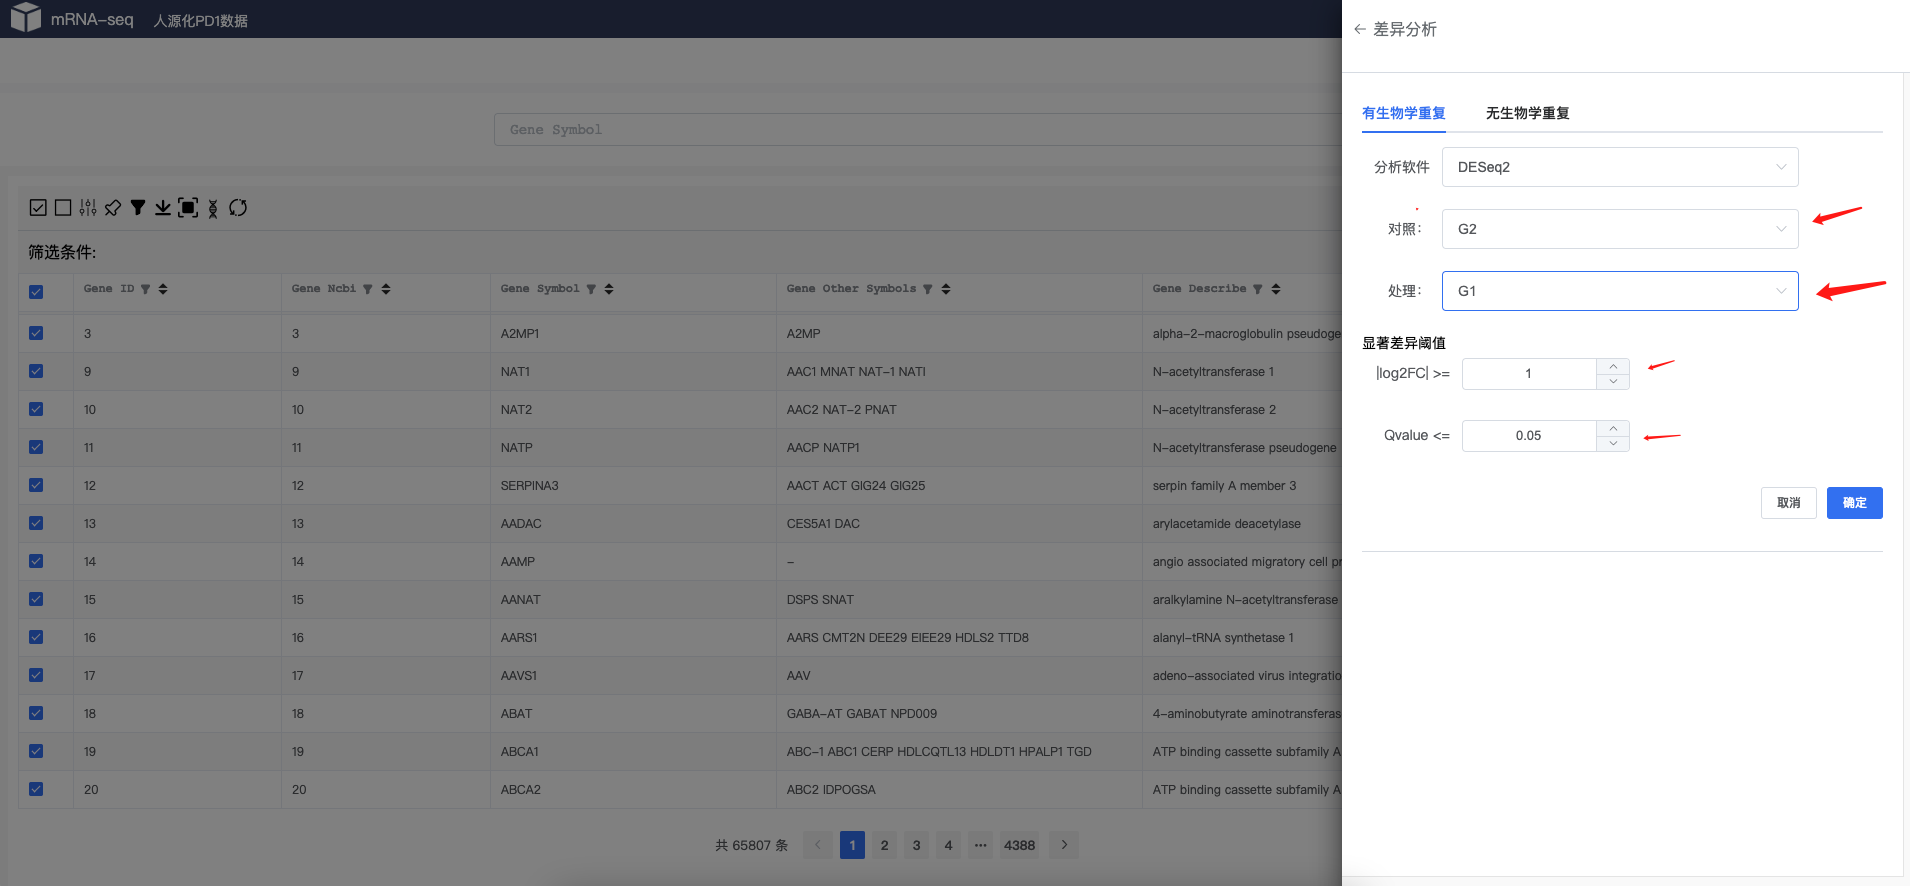 mRNA-seq 人源化PD1数据
Gene Symbol
筛选条件:
Gene ID Gene Ncbi Gene Symbol Gene Other Symbols Gene Describe
3 3 A2MP1 A2MP alpha-2-macroglobulin pseudoge
9 9 NAT1 AAC1 MNAT NAT-1 NATI N-acetyltransferase 1
10 10 NAT2 AAC2 NAT-2 PNAT N-acetyltransferase 2
11 11 NATP AACP NATP1 N-acetyltransferase pseudogene
12 12 SERPINA3 AACT ACT GIG24 GIG25 serpin family A member 3
13 13 AADAC CES5A1 DAC arylacetamide deacetylase
14 14 AAMP - angio associated migratory cell pr
15 15 AANAT DSPS SNAT aralkylamine N-acetyltransferase
16 16 AARS1 AARS CMT2N DEE29 EIEE29 HDLS2 TTD8 alanyl-tRNA synthetase 1
17 17 AAVS1 AAV adeno-associated virus integratio
18 18 ABAT GABA-AT GABAT NPD009 4-aminobutyrate aminotransferas
19 19 ABCA1 ABC-1 ABC1 CERP HDLCQTL13 HDLDT1 HPALP1 TGD ATP binding cassette subfamily A
20 20 ABCA2 ABC2 IDPOGSA ATP binding cassette subfamily A
共 65807 条 1 2 3 4 ••• 4388
差异分析
有生物学重复 无生物学重复
分析软件 DESeq2
对照: G2
处理: G1
显著差异阈值
|log2FC| >= 1
Qvalue <= 0.05
取消 确定